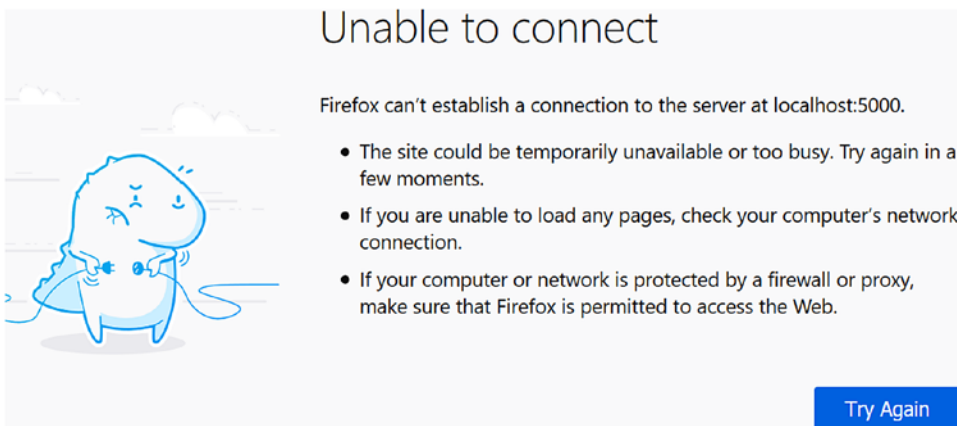 Unable to connect
Firefox can’t establish a connection to the server at localhost:5000.
• The site could be temporarily unavailable or too busy. Try again in a
few moments.
• If you are unable to load any pages, check your computer’s network
connection.
• If your computer or network is protected by a firewall or proxy,
make sure that Firefox is permitted to access the Web.
Try Again